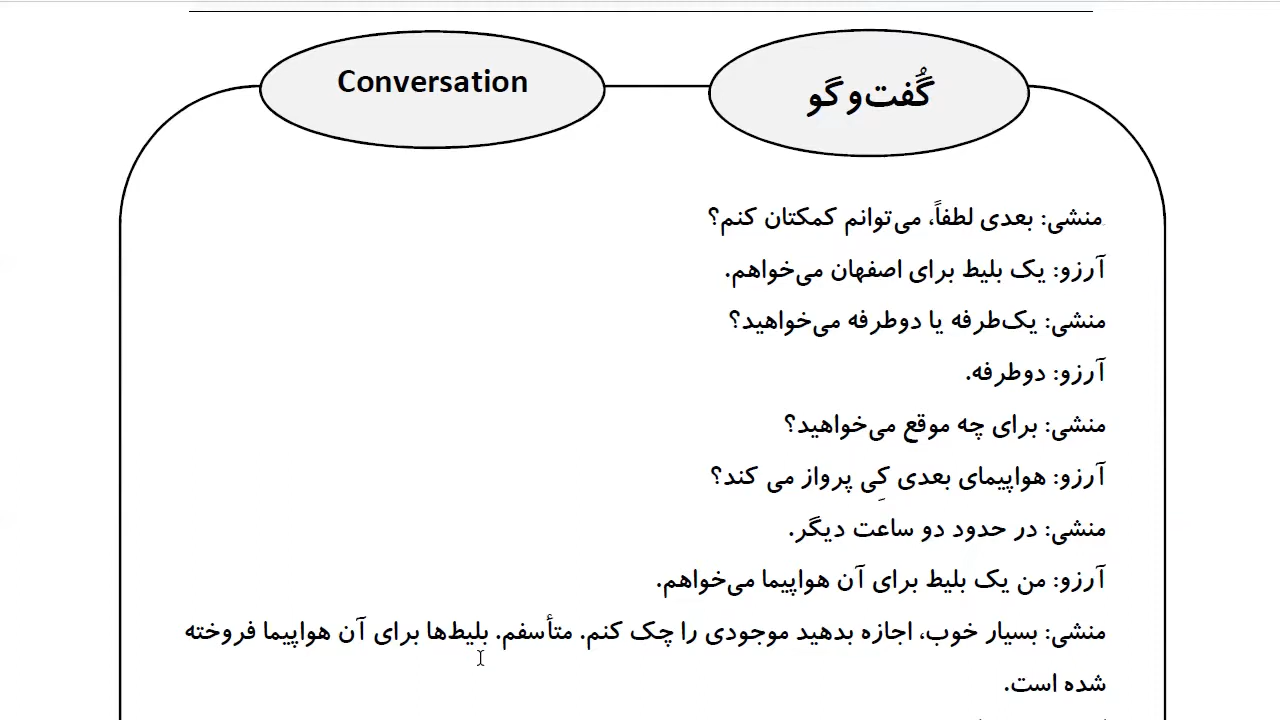 Conversation
گُفت‌و‌گو
منشی: بعدی لطفاً، می‌توانم کمکتان کنم؟
آرزو: یک بلیط برای اصفهان می‌خواهم.
منشی: یک‌طرفه یا دوطرفه می‌خواهید؟
آرزو: دوطرفه.
منشی: برای چه موقع می‌خواهید؟
آرزو: هواپیمای بعدی کِی پرواز می کند؟
منشی: در حدود دو ساعت دیگر.
آرزو: من یک بلیط برای آن هواپیما می‌خواهم.
منشی: بسیار خوب، اجازه بدهید موجودی را چک کنم. متأسفم. بلیط‌ها برای آن هواپیما فروخته
شده است.